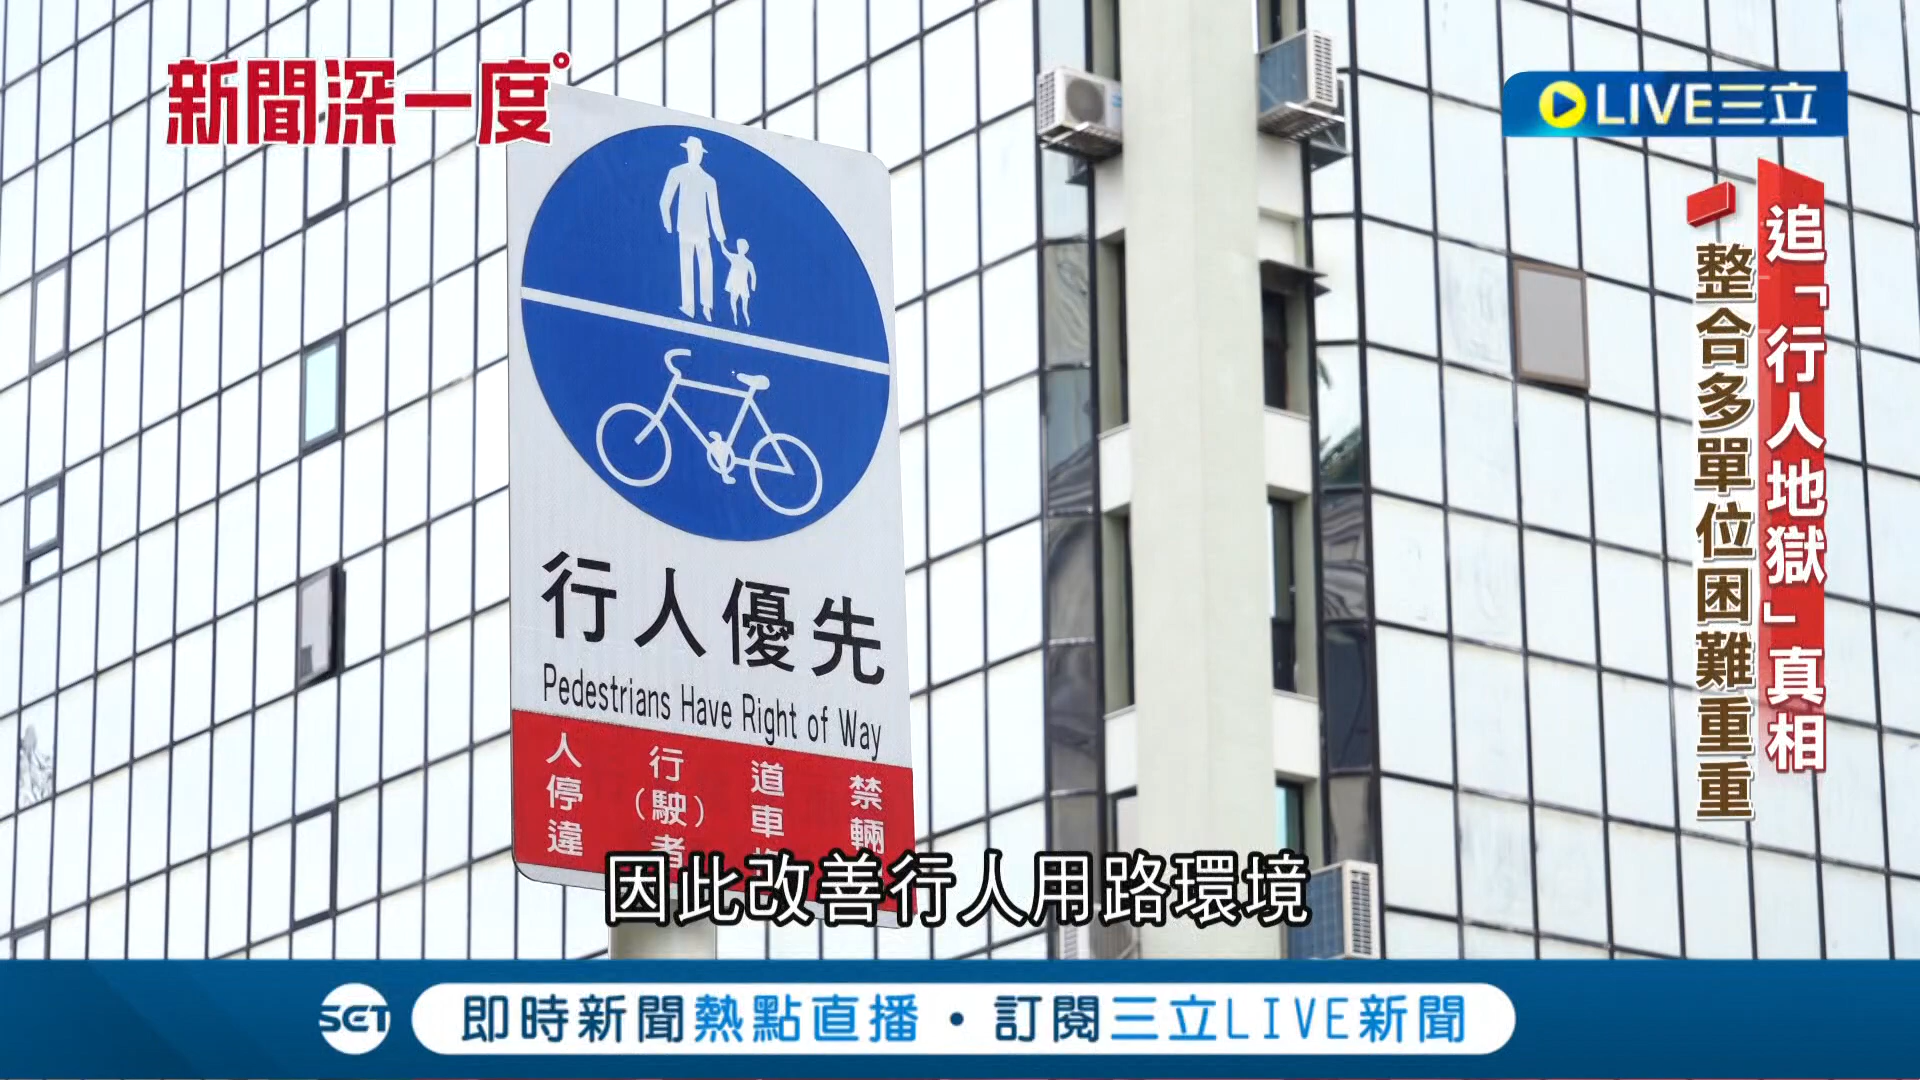 新聞深一度
LIVE三立
追「行人地獄」真相
整合多單位困難重重
行人優先
Pedestrians Have Right of Way
人 行 道 禁
停 （駛） 車 輛
違 者
因此改善行人用路環境
SET 即時新聞熱點直播・訂閱三立LIVE新聞